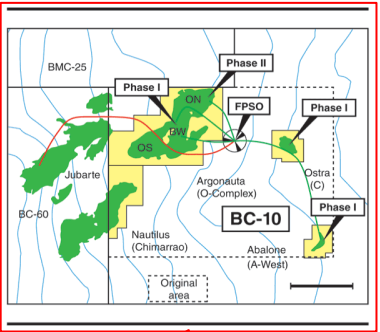 BMC-25
Phase II
Phase I
ON
FPSO
Phase I
BW
OS
Jubarte
Ostra
(C)
Argonauta
(O-Complex)
BC-60
BC-10
Phase I
Nautilus
(Chimarrao)
Abalone
(A-West)
Original
area